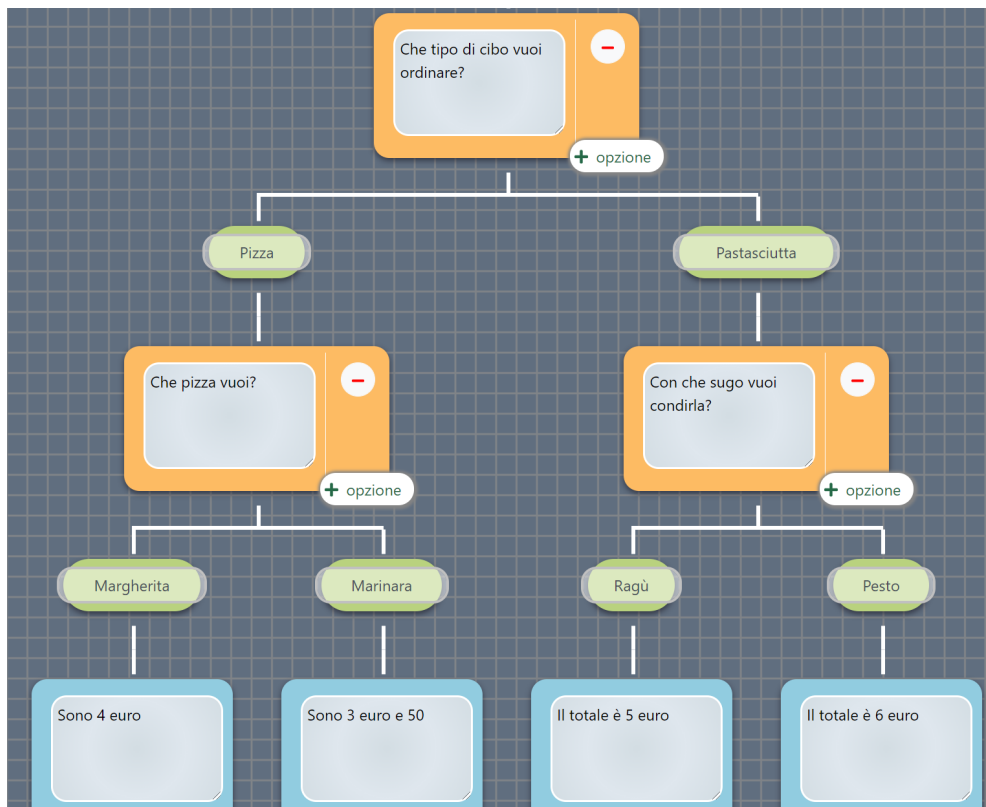 Che tipo di cibo vuoi
ordinare?
+ opzione
Pizza
Pastasciutta
Che pizza vuoi?
Con che sugo vuoi
condirla?
+ opzione
+ opzione
Margherita
Marinara
Ragù
Pesto
Sono 4 euro
Sono 3 euro e 50
Il totale è 5 euro
Il totale è 6 euro